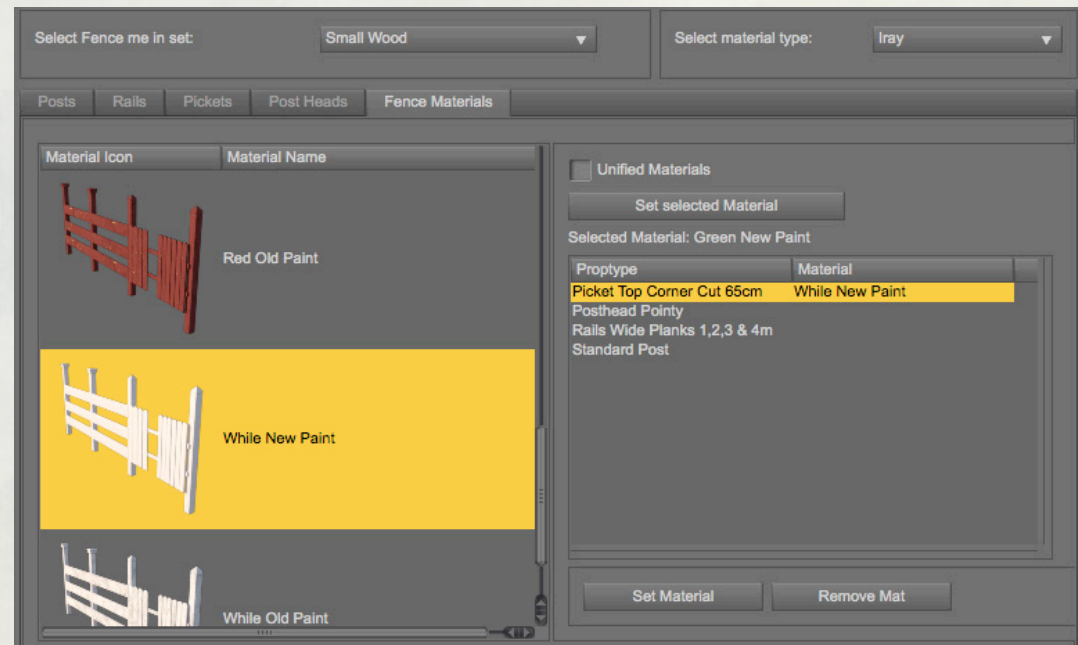 Select Fence me in set: Small Wood Select material type: Iray
Posts Rails Pickets Post Heads Fence Materials
Material Icon Material Name
Red Old Paint
While New Paint
While Old Paint
Unified Materials
Set selected Material
Selected Material: Green New Paint
Proptype Material
Picket Top Corner Cut 65cm While New Paint
Posthead Pointy
Rails Wide Planks 1,2,3 & 4m
Standard Post
Set Material Remove Mat